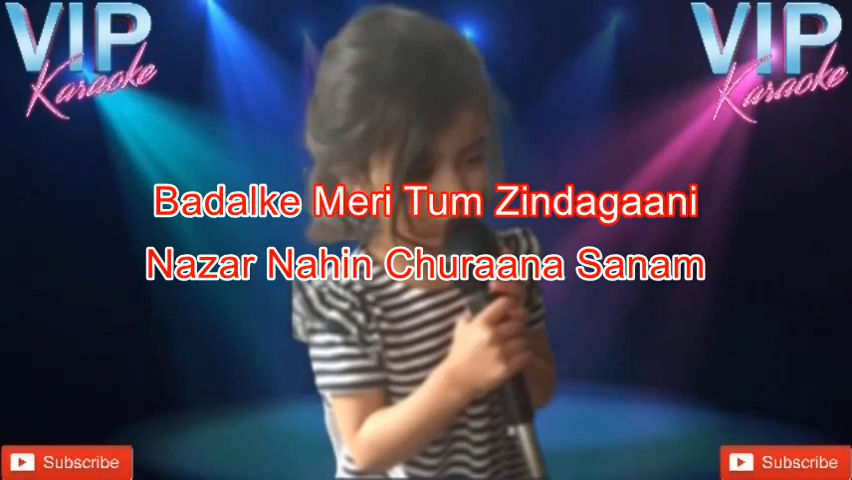 VIP
Karaoke
VIP
Karaoke
Badalke Meri Tum Zindagaani
Nazar Nahin Churaana Sanam
Subscribe
Subscribe